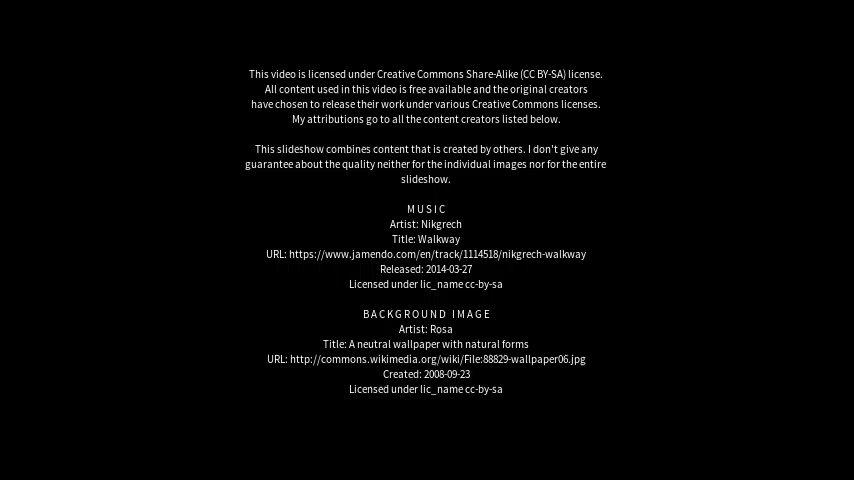 This video is licensed under Creative Commons Share-Alike (CC BY-SA) license.
All content used in this video is free available and the original creators
have chosen to release their work under various Creative Commons licenses.
My attributions go to all the content creators listed below.
This slideshow combines content that is created by others. I don't give any
guarantee about the quality neither for the individual images nor for the entire
slideshow.
MUSIC
Artist: Nikgrech
Title: Walkway
URL: https://www.jamendo.com/en/track/1114518/nikgrech-walkway
Released: 2014-03-27
Licensed under lic_name cc-by-sa
BACKGROUND IMAGE
Artist: Rosa
Title: A neutral wallpaper with natural forms
URL: http://commons.wikimedia.org/wiki/File:88829-wallpaper06.jpg
Created: 2008-09-23
Licensed under lic_name cc-by-sa